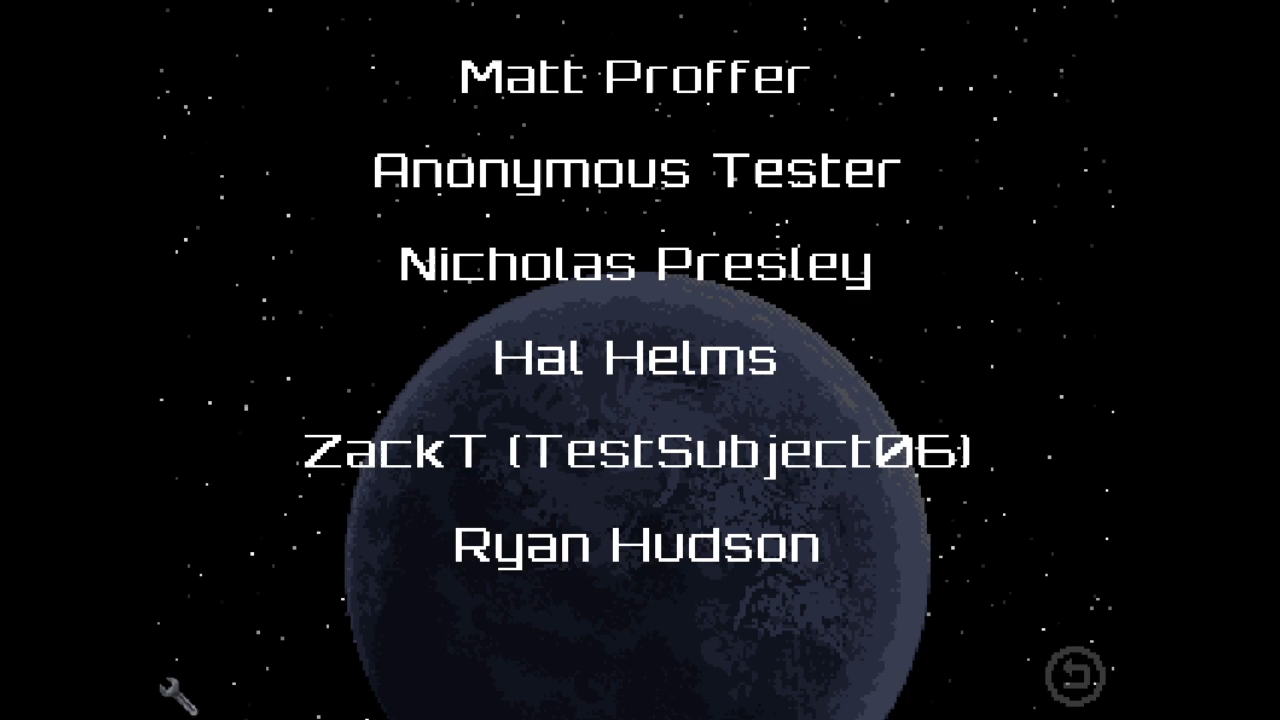 Matt Proffer
Anonymous Tester
Nicholas Presley
Hal Helms
ZackT (TestSubject06)
Ryan Hudson